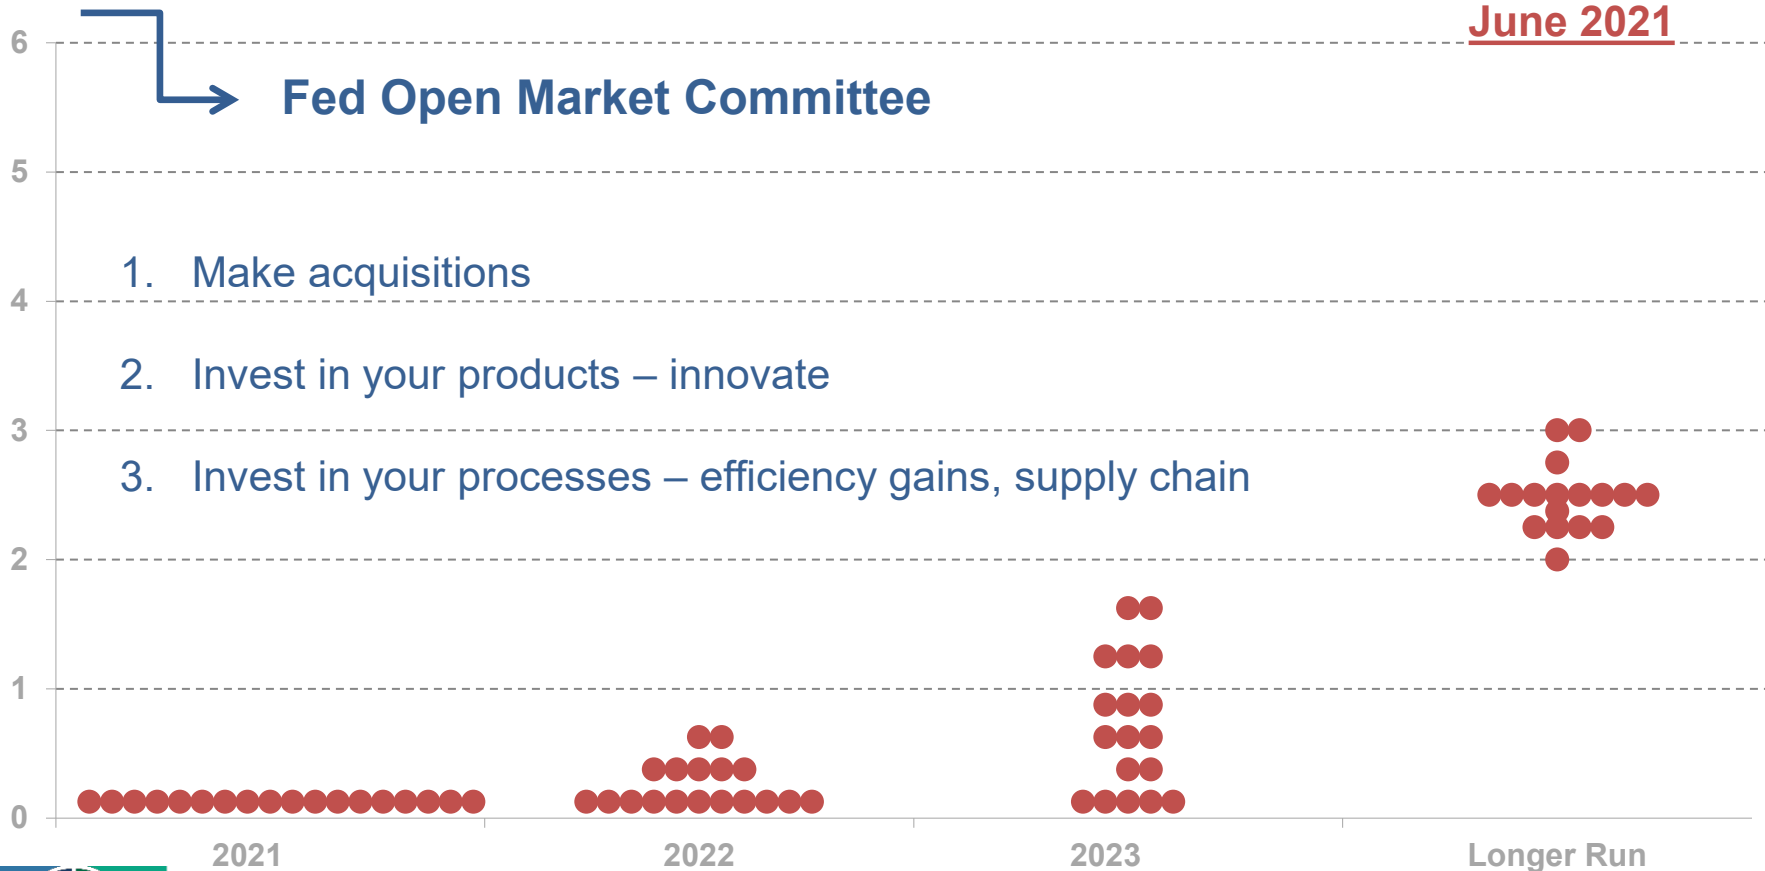 June 2021
6
Fed Open Market Committee
5
1. Make acquisitions
4
2. Invest in your products – innovate
3
3. Invest in your processes – efficiency gains, supply chain
2
1
0
2021 2022 2023 Longer Run